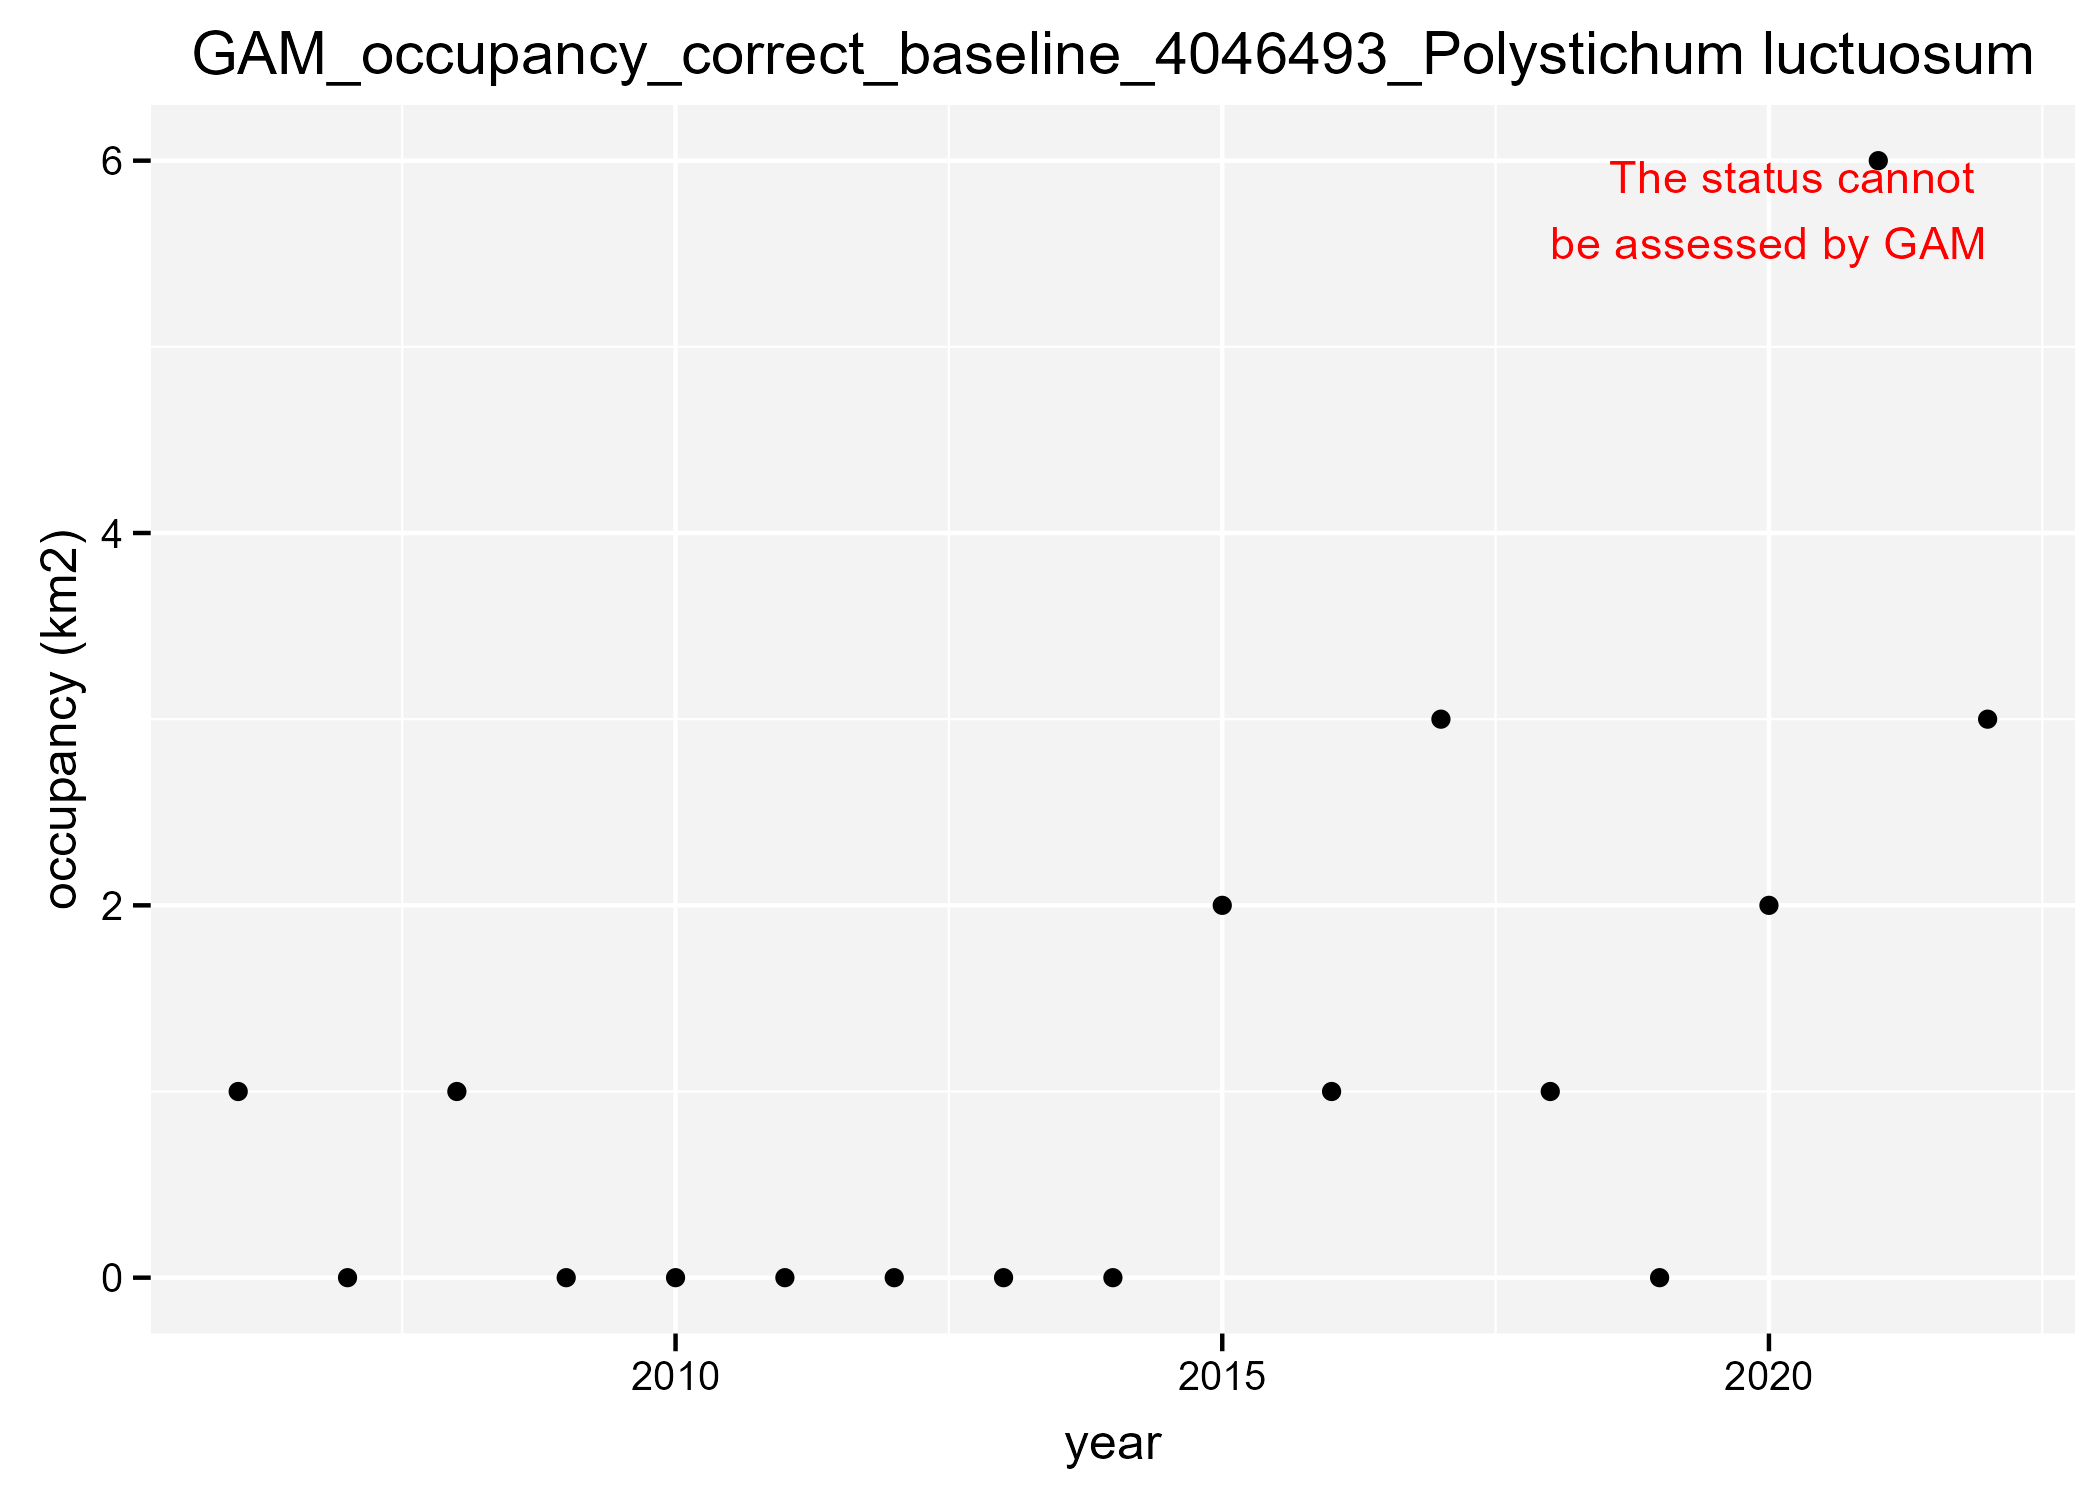 GAM_occupancy_correct_baseline_4046493_Polystichum luctuosum
6
The status cannot
be assessed by GAM
4
occupancy (km2)
2
0
2010
2015
2020
year